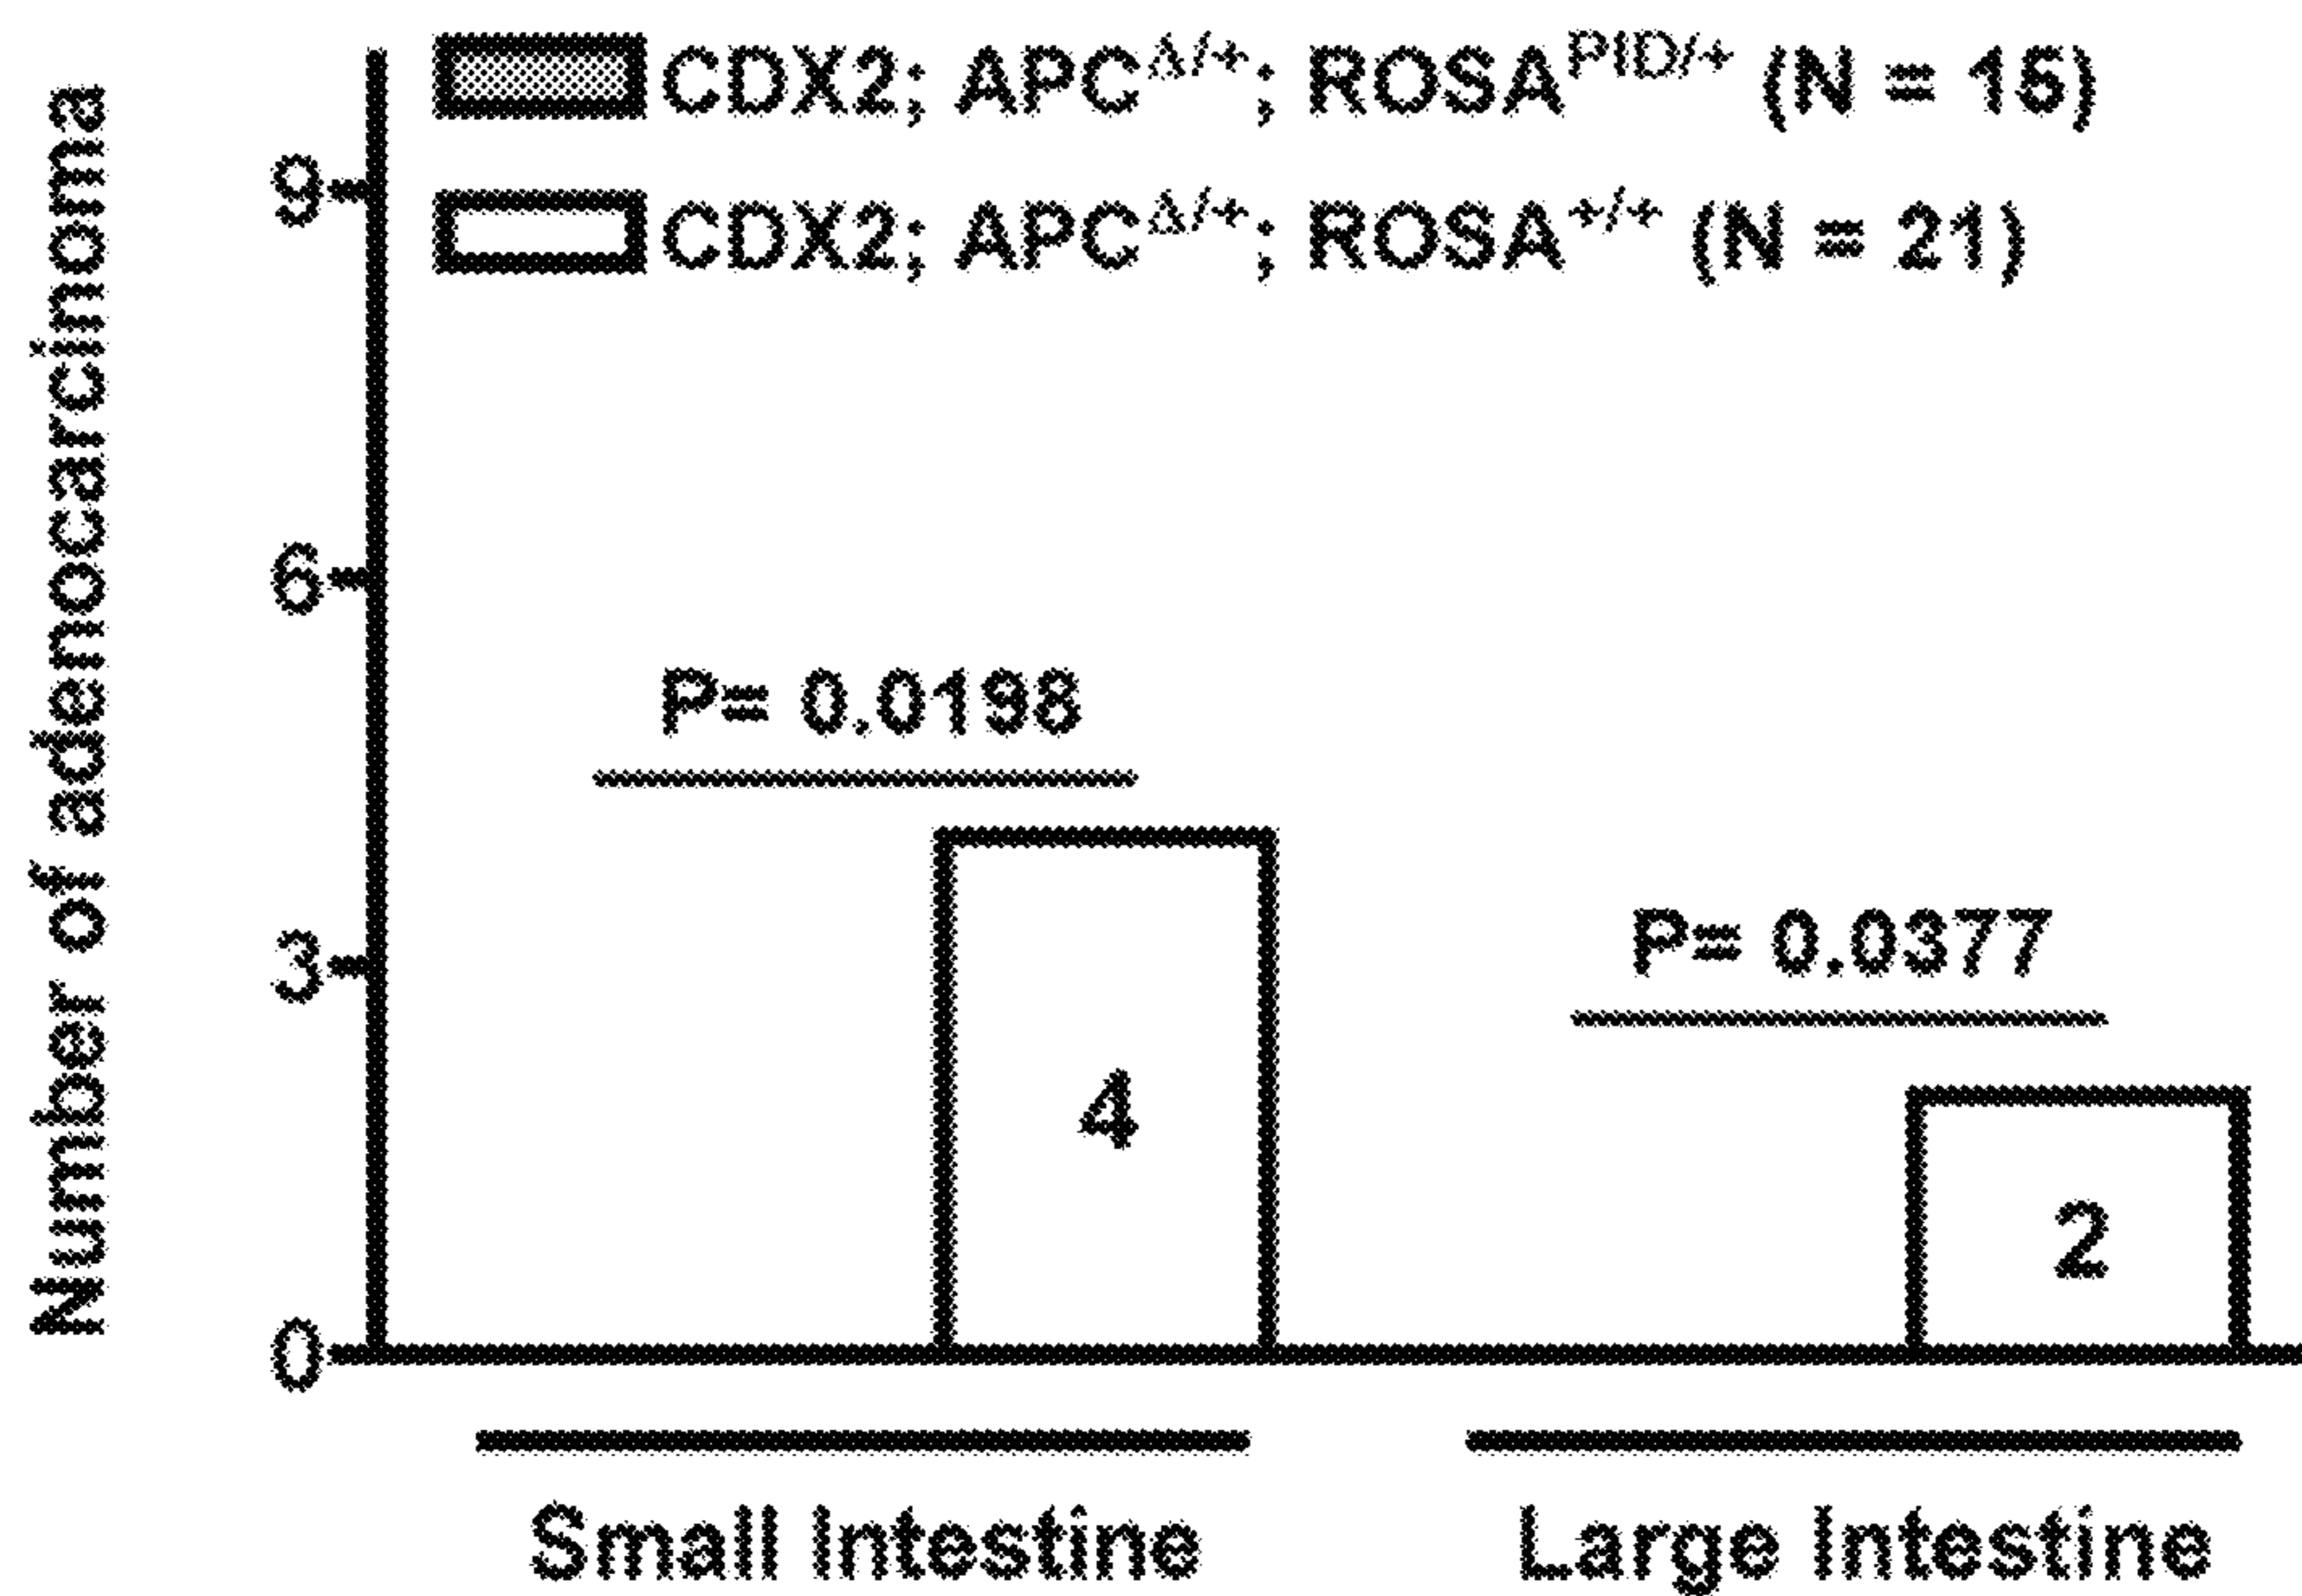 CDX2; APC^Δ/+; ROSA^PID/+ (N = 15)
CDX2; APC^Δ/+; ROSA^+/+ (N = 21)
Number of adenocarcinoma
9
6
3
0
P= 0.0198
4
P= 0.0377
2
Small Intestine
Large Intestine